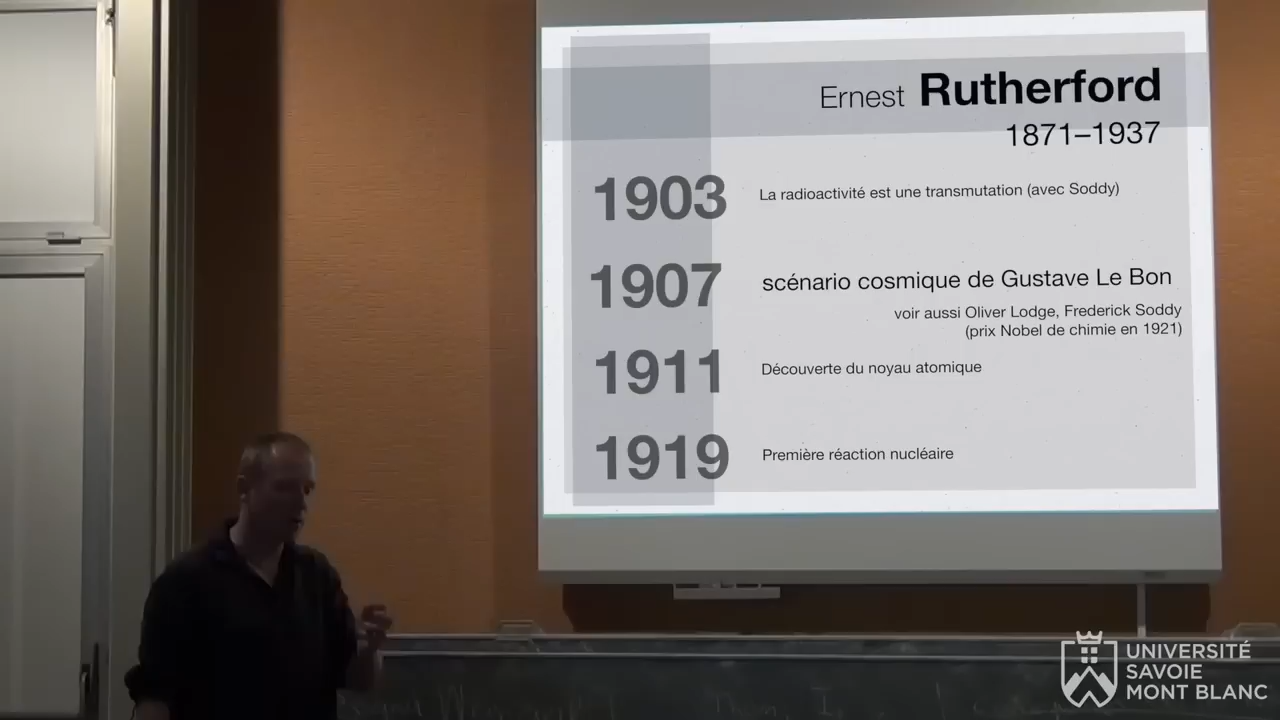 Ernest Rutherford
1871–1937
1903 La radioactivité est une transmutation (avec Soddy)
1907 scénario cosmique de Gustave Le Bon
voir aussi Oliver Lodge, Frederick Soddy
(prix Nobel de chimie en 1921)
1911 Découverte du noyau atomique
1919 Première réaction nucléaire
UNIVERSITÉ
SAVOIE
MONT BLANC